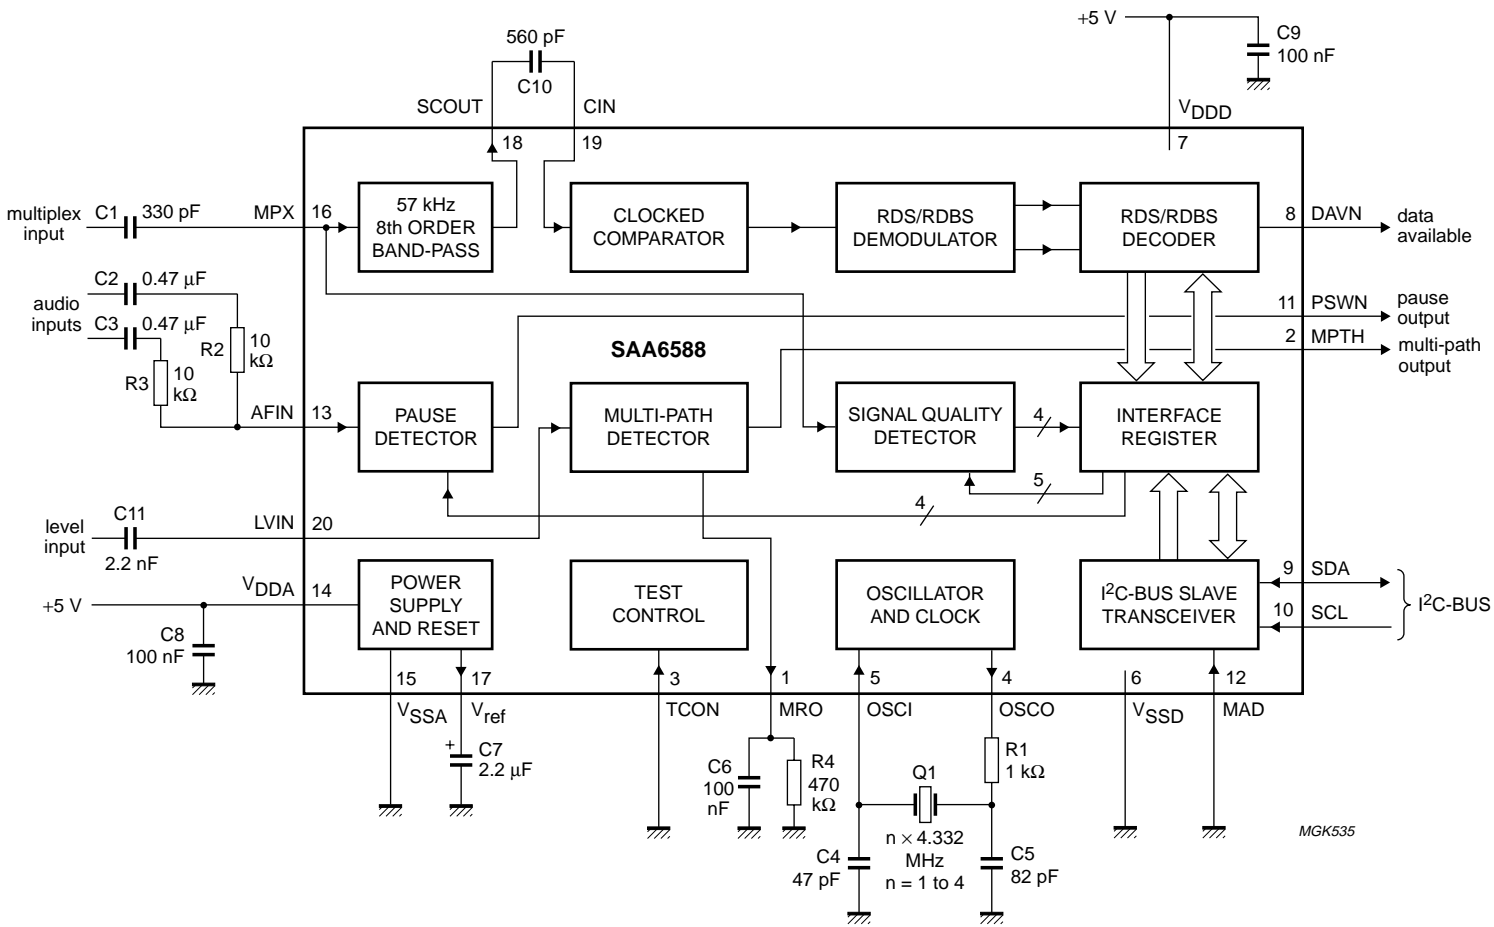 +5 V
C9
100 nF
560 pF
C10
SCOUT
CIN
VDDD
18
19
7
multiplex
input
C1
330 pF
MPX
16
57 kHz
8th ORDER
BAND-PASS
CLOCKED
COMPARATOR
RDS/RDBS
DEMODULATOR
RDS/RDBS
DECODER
8
DAVN
data
available
audio
inputs
C2
0.47 μF
C3
0.47 μF
R2
10
kΩ
R3
10
kΩ
11
PSWN
pause
output
2
MPTH
multi-path
output
SAA6588
AFIN
13
PAUSE
DETECTOR
MULTI-PATH
DETECTOR
SIGNAL QUALITY
DETECTOR
4
INTERFACE
REGISTER
5
4
level
input
C11
2.2 nF
LVIN
20
VDDA
14
+5 V
C8
100 nF
POWER
SUPPLY
AND RESET
TEST
CONTROL
OSCILLATOR
AND CLOCK
I2C-BUS SLAVE
TRANSCEIVER
9
SDA
10
SCL
I2C-BUS
15
17
3
1
5
4
6
12
VSSA
Vref
TCON
MRO
OSCI
OSCO
VSSD
MAD
+
C7
2.2 μF
C6
100
nF
R4
470
kΩ
Q1
R1
1 kΩ
n × 4.332
MHz
n = 1 to 4
C4
47 pF
C5
82 pF
MGK535